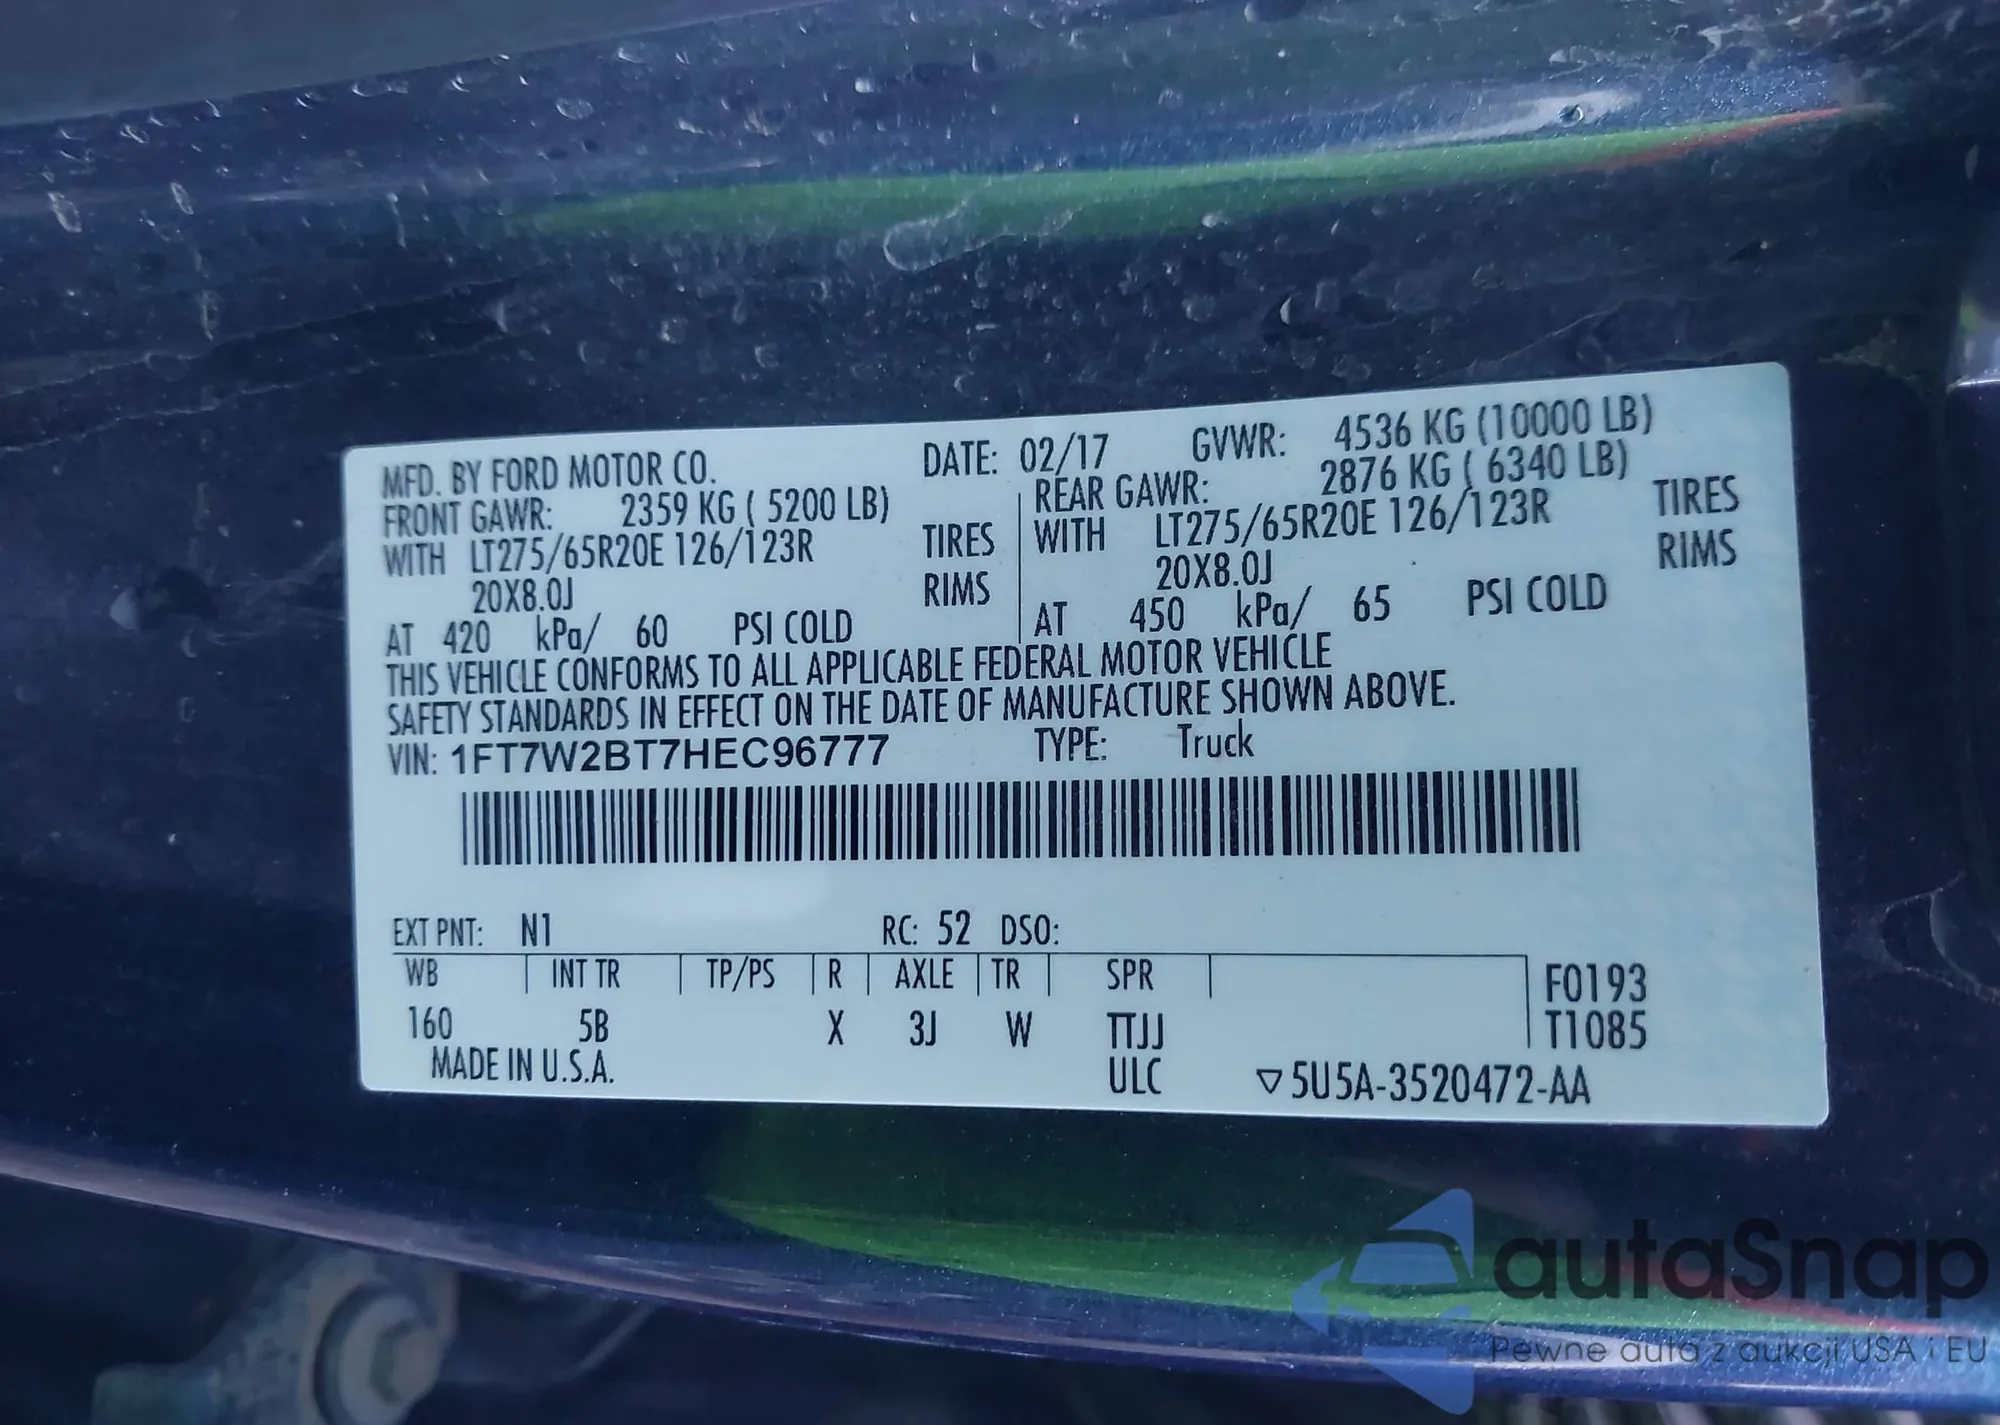 MFD. BY FORD MOTOR CO. DATE: 02/17 GVWR: 4536 KG (10000 LB)
FRONT GAWR: 2359 KG ( 5200 LB) REAR GAWR: 2876 KG ( 6340 LB)
WITH LT275/65R20E 126/123R TIRES WITH LT275/65R20E 126/123R TIRES
20X8.0J RIMS 20X8.0J RIMS
AT 420 kPa/ 60 PSI COLD AT 450 kPa/ 65 PSI COLD
THIS VEHICLE CONFORMS TO ALL APPLICABLE FEDERAL MOTOR VEHICLE
SAFETY STANDARDS IN EFFECT ON THE DATE OF MANUFACTURE SHOWN ABOVE.
VIN: 1FT7W2BT7HEC96777 TYPE: Truck
EXT PNT: N1 RC: 52 DSO:
WB INT TR TP/PS R AXLE TR SPR F0193
160 5B X 3J W TTJJ T1085
MADE IN U.S.A. ULC ▽5U5A-3520472-AA
autaSnap
Pewne auta z aukcji USA i EU